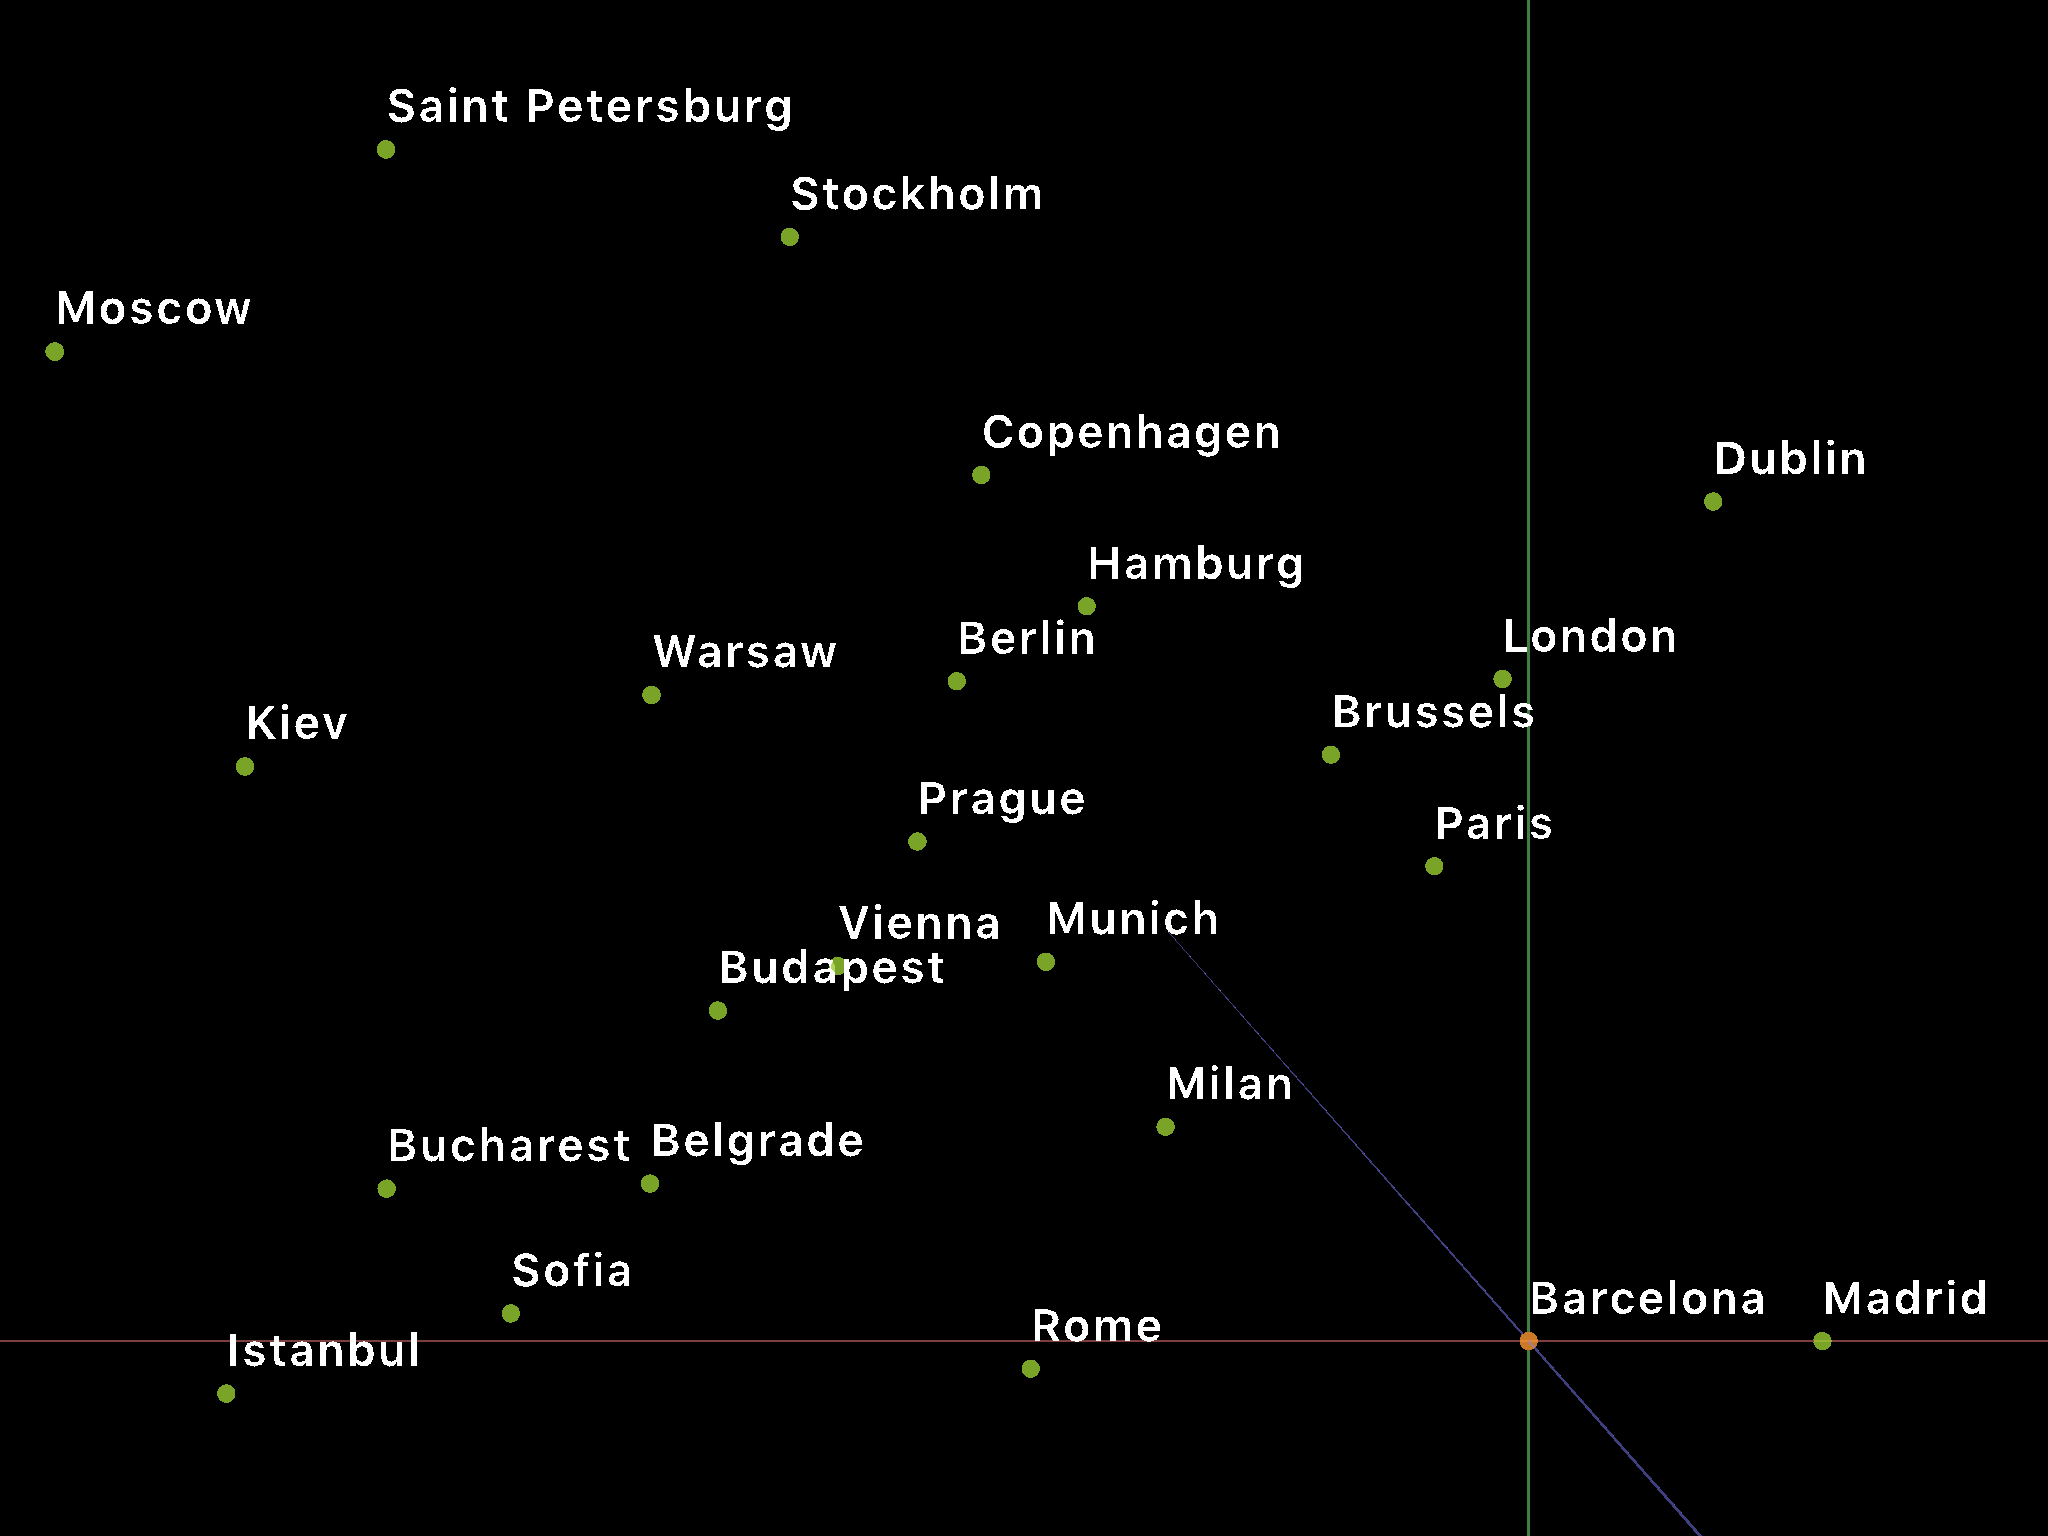 Saint Petersburg
Stockholm
Moscow
Copenhagen
Dublin
Hamburg
London
Berlin
Warsaw
Brussels
Kiev
Prague
Paris
Munich
Vienna
Budapest
Milan
Belgrade
Bucharest
Sofia
Barcelona
Madrid
Rome
Istanbul